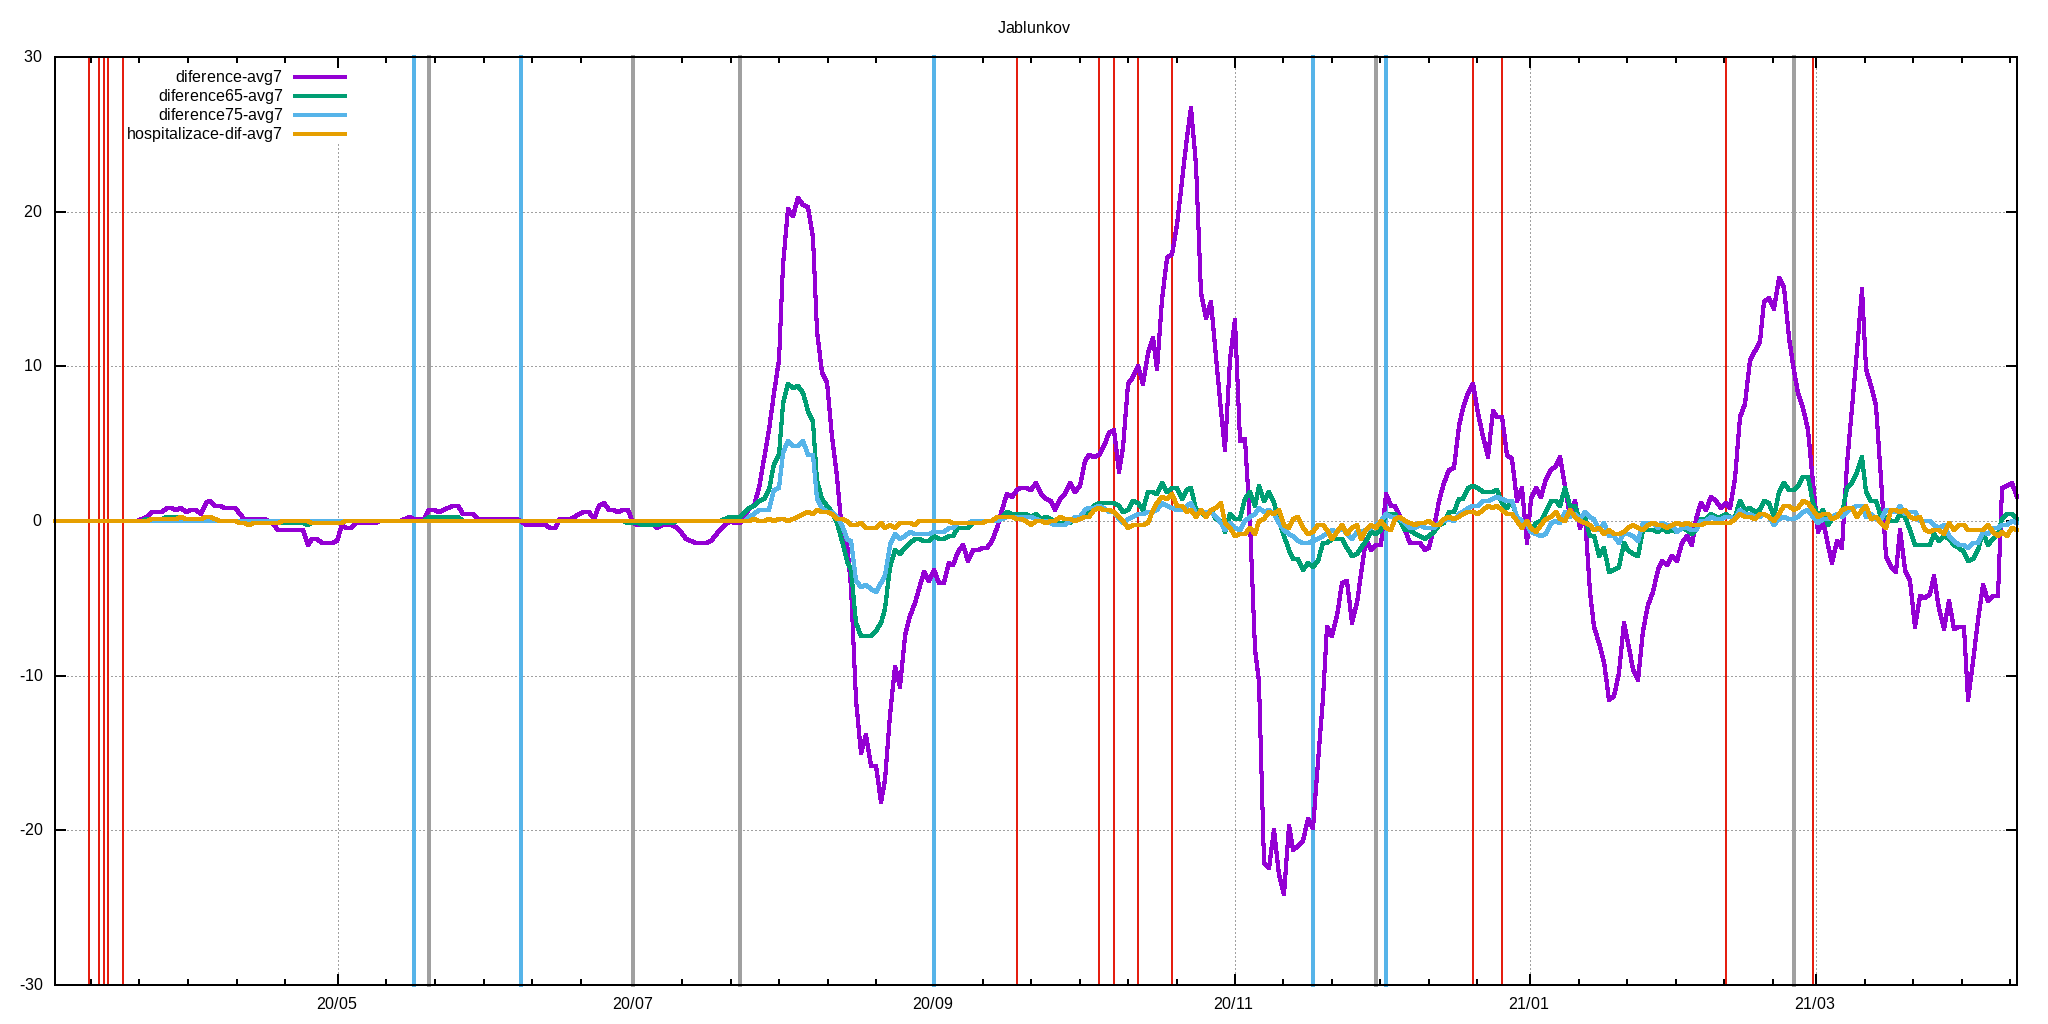 Jablunkov
30
diference-avg7
diference65-avg7
diference75-avg7
hospitalizace-dif-avg7
20
10
0
-10
-20
-30
20/05 20/07 20/09 20/11 21/01 21/03